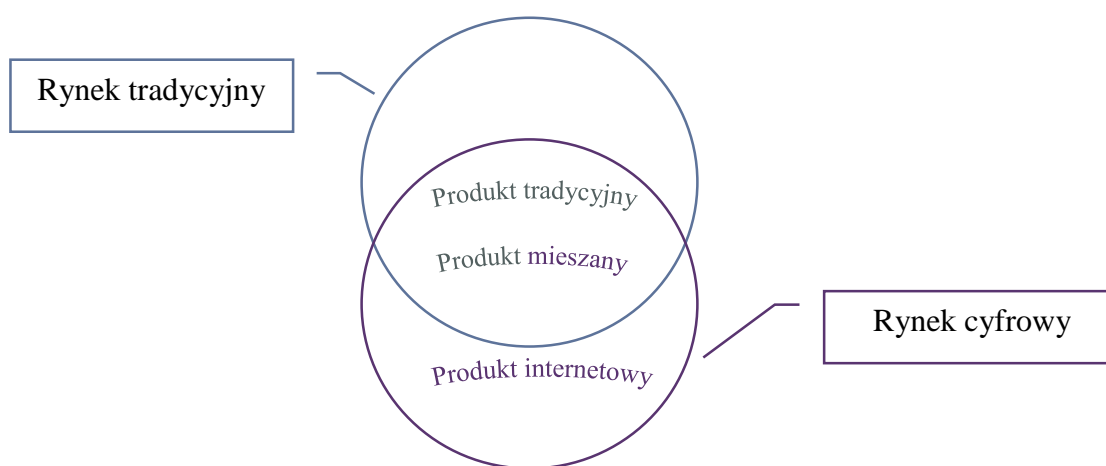 Rynek tradycyjny
Produkt tradycyjny
Produkt mieszany
Rynek cyfrowy
Produkt internetowy